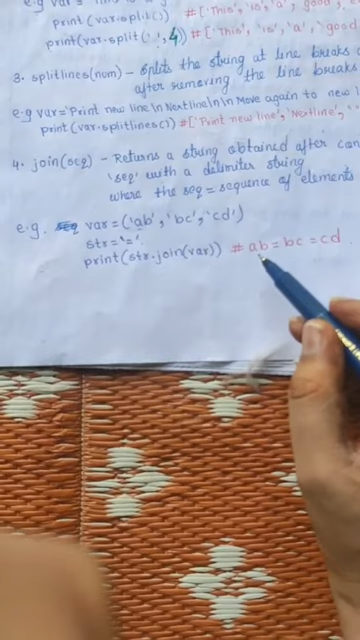 e.g var =
print (var.split()) #['This', 'is', 'a', 'good',
print(var.split(' ', 4)) #['This', 'is', 'a', 'good
3. splitlines(num) - splits the string at line breaks
after removing the line breaks
e.g var='Print new line\n Nextline\n\n Move again to new l
print (var.splitlines()) #['Print new line', 'Nextline', '
4. join(seq) - Returns a string obtained after con
'seq' with a delimiter string
where the seq = sequence of elements
e.g. var = ('ab', 'bc', 'cd')
str = '='
print(str.join(var)) # ab=bc=cd